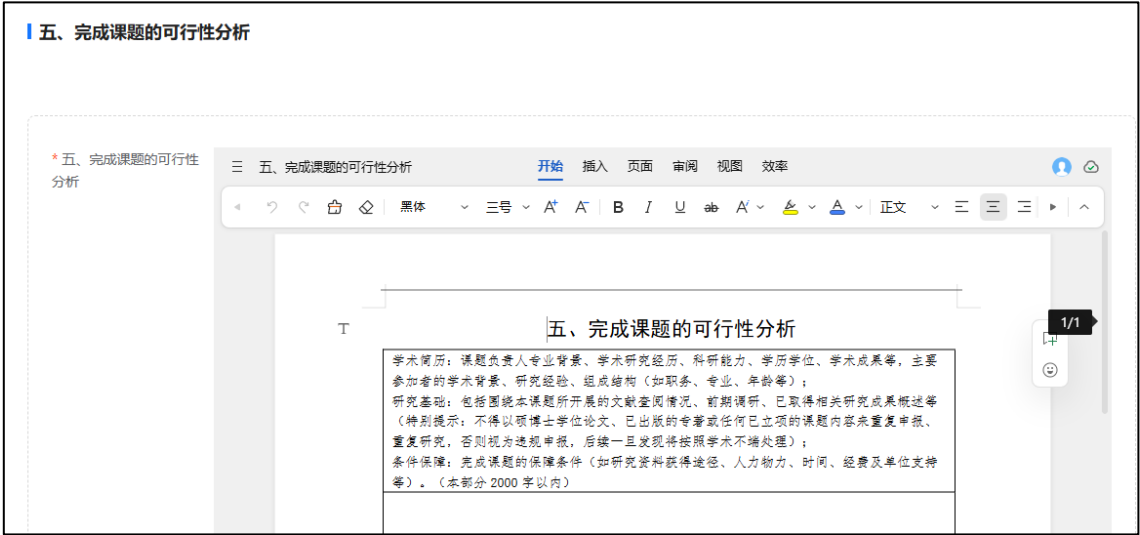 五、完成课题的可行性分析
* 五、完成课题的可行性
分析
五、完成课题的可行性分析
开始 插入 页面 审阅 视图 效率
黑体 三号 A+ A- B I U ab A A 正文
T
五、完成课题的可行性分析
1/1
学术简历：课题负责人专业背景、学术研究经历、科研能力、学历学位、学术成果等，主要
参加者的学术背景、研究经验、组成结构（如职务、专业、年龄等）；
研究基础：包括围绕本课题所开展的文献查阅情况、前期调研、已取得相关研究成果概述等
（特别提示：不得以硕博士学位论文、已出版的专著或任何已立项的课题内容来重复申报、
重复研究，否则视为违规申报，后续一旦发现将按照学术不端处理）；
条件保障：完成课题的保障条件（如研究资料获得途径、人力物力、时间、经费及单位支持
等）。（本部分 2000 字以内）